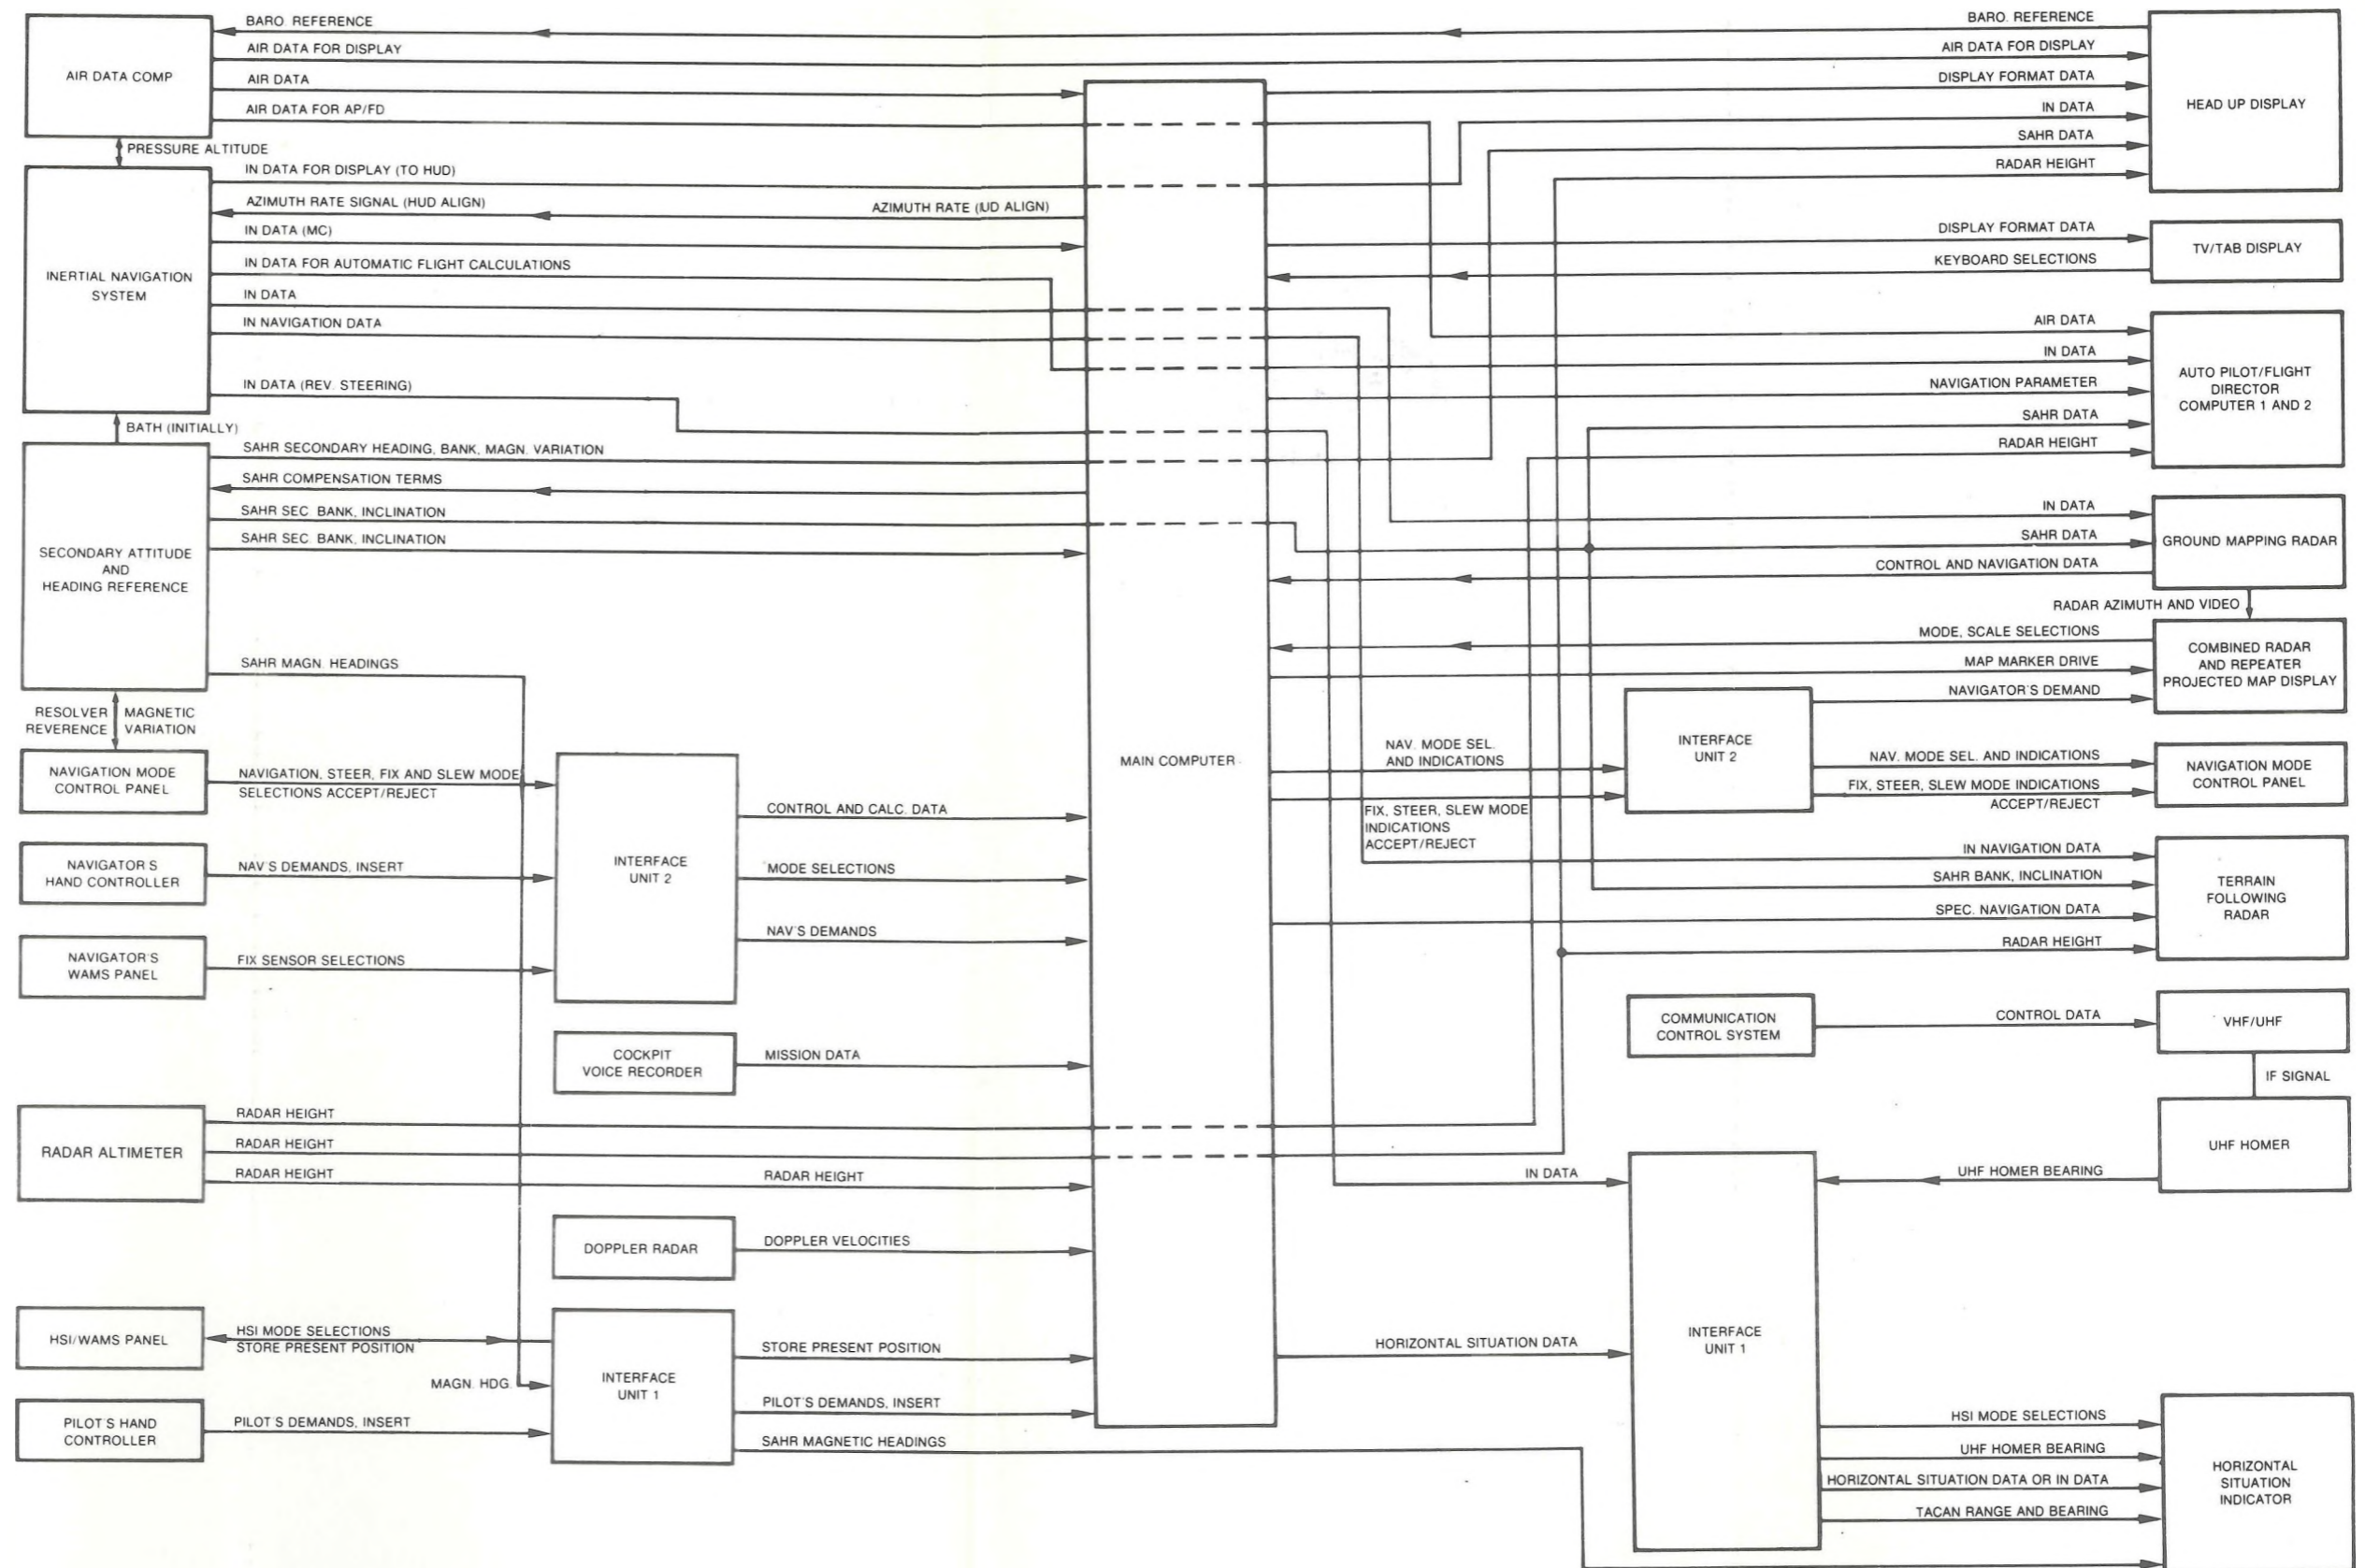 BARO. REFERENCE
BARO. REFERENCE
AIR DATA COMP
AIR DATA FOR DISPLAY
AIR DATA FOR DISPLAY
AIR DATA
DISPLAY FORMAT DATA
HEAD UP DISPLAY
AIR DATA FOR AP/FD
IN DATA
SAHR DATA
PRESSURE ALTITUDE
RADAR HEIGHT
IN DATA FOR DISPLAY (TO HUD)
AZIMUTH RATE SIGNAL (HUD ALIGN)
AZIMUTH RATE (UD ALIGN)
IN DATA (MC)
DISPLAY FORMAT DATA
TV/TAB DISPLAY
KEYBOARD SELECTIONS
INERTIAL NAVIGATION
SYSTEM
IN DATA FOR AUTOMATIC FLIGHT CALCULATIONS
IN DATA
IN NAVIGATION DATA
AIR DATA
IN DATA
NAVIGATION PARAMETER
SAHR DATA
RADAR HEIGHT
AUTO PILOT/FLIGHT
DIRECTOR
COMPUTER 1 AND 2
IN DATA (REV. STEERING)
BATH (INITIALLY)
SAHR SECONDARY HEADING, BANK, MAGN. VARIATION
SAHR COMPENSATION TERMS
SAHR SEC. BANK, INCLINATION
SAHR SEC. BANK, INCLINATION
SECONDARY ATTITUDE
AND
HEADING REFERENCE
IN DATA
SAHR DATA
GROUND MAPPING RADAR
CONTROL AND NAVIGATION DATA
RADAR AZIMUTH AND VIDEO
MODE, SCALE SELECTIONS
MAP MARKER DRIVE
NAVIGATOR'S DEMAND
COMBINED RADAR
AND REPEATER
PROJECTED MAP DISPLAY
SAHR MAGN. HEADINGS
RESOLVER
REVERENCE
MAGNETIC
VARIATION
NAVIGATION MODE
CONTROL PANEL
NAVIGATION, STEER, FIX AND SLEW MODE
SELECTIONS ACCEPT/REJECT
MAIN COMPUTER
NAV. MODE SEL.
AND INDICATIONS
INTERFACE
UNIT 2
NAV. MODE SEL. AND INDICATIONS
FIX, STEER, SLEW MODE INDICATIONS
ACCEPT/REJECT
NAVIGATION MODE
CONTROL PANEL
CONTROL AND CALC. DATA
FIX, STEER, SLEW MODE
INDICATIONS
ACCEPT/REJECT
NAVIGATOR'S
HAND CONTROLLER
NAV'S DEMANDS, INSERT
INTERFACE
UNIT 2
MODE SELECTIONS
IN NAVIGATION DATA
SAHR BANK, INCLINATION
SPEC. NAVIGATION DATA
RADAR HEIGHT
TERRAIN
FOLLOWING
RADAR
NAV'S DEMANDS
NAVIGATOR'S
WAMS PANEL
FIX SENSOR SELECTIONS
COMMUNICATION
CONTROL SYSTEM
CONTROL DATA
VHF/UHF
COCKPIT
VOICE RECORDER
MISSION DATA
IF SIGNAL
RADAR ALTIMETER
RADAR HEIGHT
RADAR HEIGHT
RADAR HEIGHT
RADAR HEIGHT
UHF HOMER
IN DATA
UHF HOMER BEARING
DOPPLER RADAR
DOPPLER VELOCITIES
HSI/WAMS PANEL
HSI MODE SELECTIONS
STORE PRESENT POSITION
STORE PRESENT POSITION
HORIZONTAL SITUATION DATA
INTERFACE
UNIT 1
MAGN. HDG.
INTERFACE
UNIT 1
PILOT'S HAND
CONTROLLER
PILOT'S DEMANDS, INSERT
PILOT'S DEMANDS, INSERT
SAHR MAGNETIC HEADINGS
HSI MODE SELECTIONS
UHF HOMER BEARING
HORIZONTAL SITUATION DATA OR IN DATA
TACAN RANGE AND BEARING
HORIZONTAL
SITUATION
INDICATOR